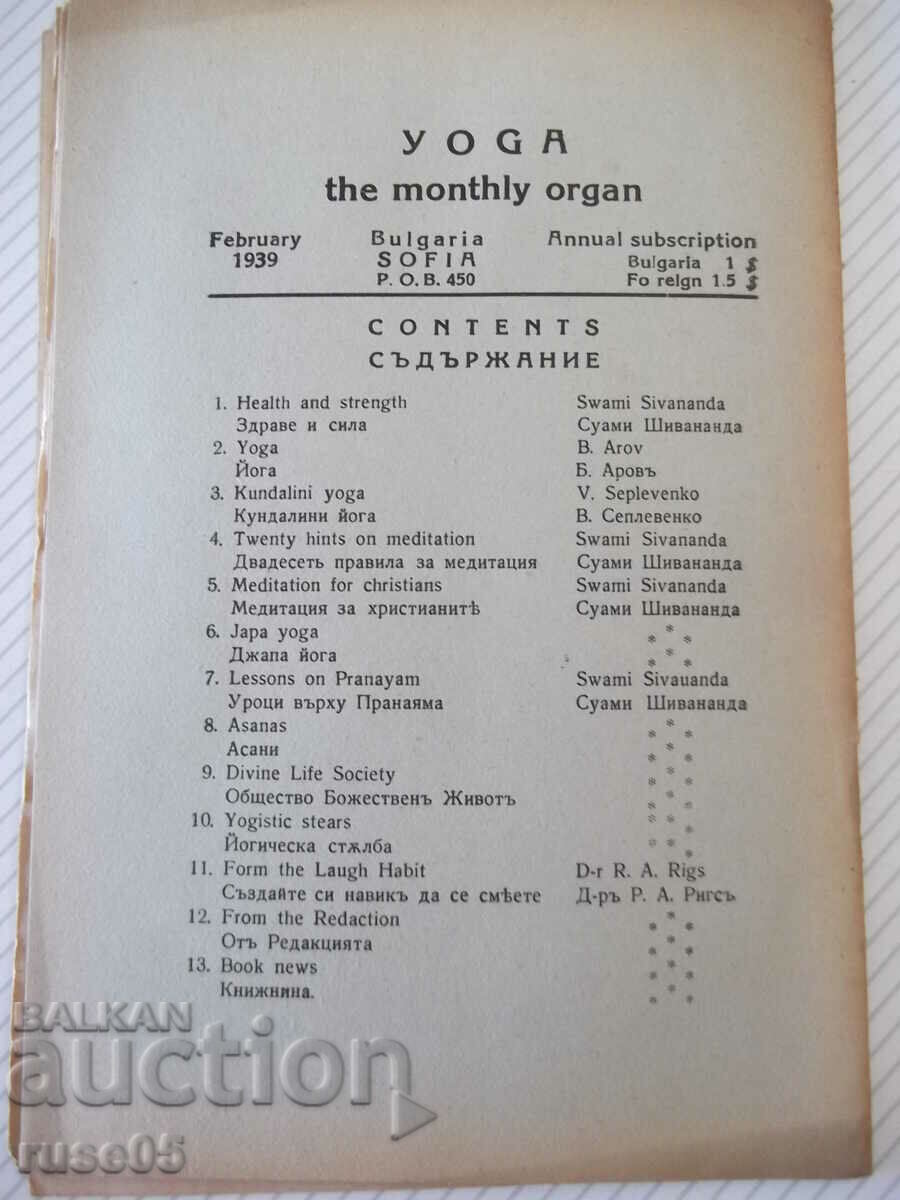 YOGA
the monthly organ
February Bulgaria Annual subscription
1939 SOFIA Bulgaria 1 $
P. O. B. 450 Fo reign 1.5 $
CONTENTS
СЪДЪРЖАНИЕ
1. Health and strength Swami Sivananda
Здраве и сила Суами Шивананда
2. Yoga B. Arov
Йога Б. Аровъ
3. Kundalini yoga V. Seplevenko
Кундалини йога В. Сеплевенко
4. Twenty hints on meditation Swami Sivananda
Двадесеть правила за медитация Суами Шивананда
5. Meditation for christians Swami Sivananda
Медитация за християнитѣ Суами Шивананда
6. Japa yoga * * *
Джапа йога * * *
7. Lessons on Pranayam Swami Sivauanda
Уроци върху Пранаяма Суами Шивананда
8. Asanas * * *
Асани * * *
9. Divine Life Society * * *
Общество Божественъ Животъ * * *
10. Yogistic stears * * *
Йогическа стѫлба * * *
11. Form the Laugh Habit D-r R. A. Rigs
Създайте си навикъ да се смѣете Д-ръ Р. А. Ригсъ
12. From the Redaction * * *
Отъ Редакцията * * *
13. Book news * * *
Книжнина. * * *
BALKAN
auction
ruse05